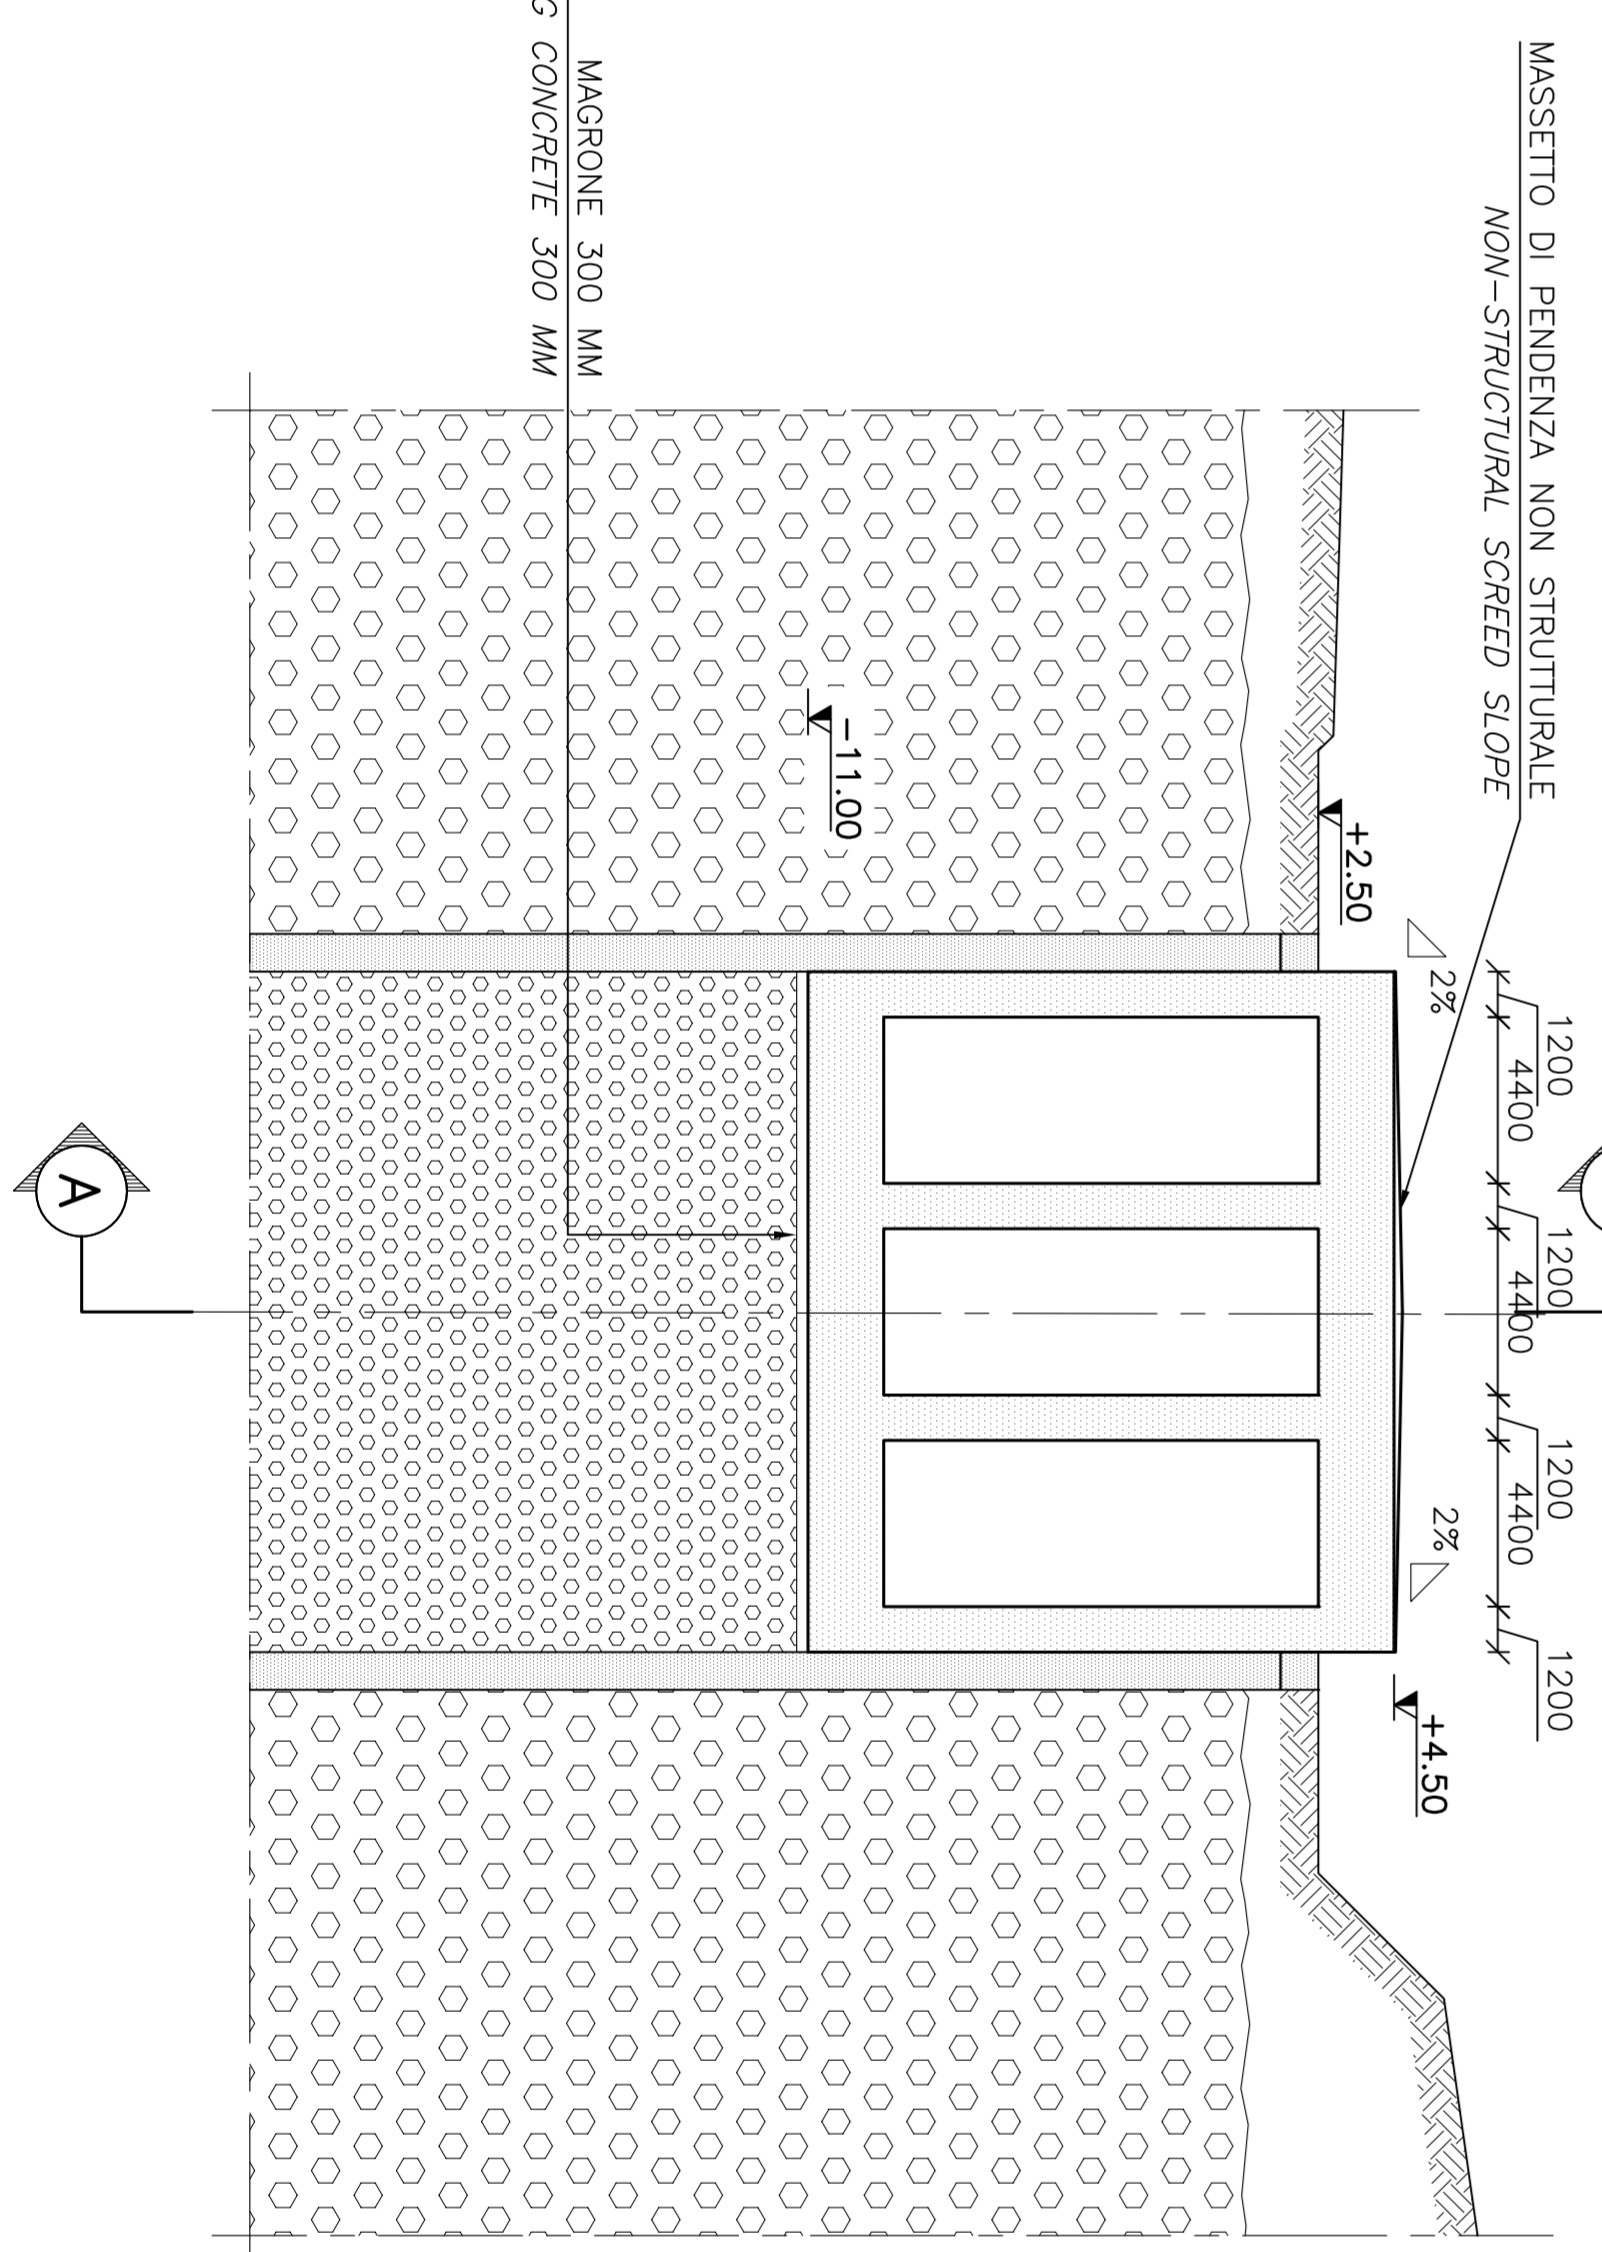 1200
1200
1200
1200
4400
4400
4400
MASSETTO DI PENDENZA NON STRUTTURALE
NON-STRUCTURAL SCREED SLOPE
2%
2%
+4.50
+2.50
-11.00
MAGRONE 300 MM
CONCRETE 300 MM
A